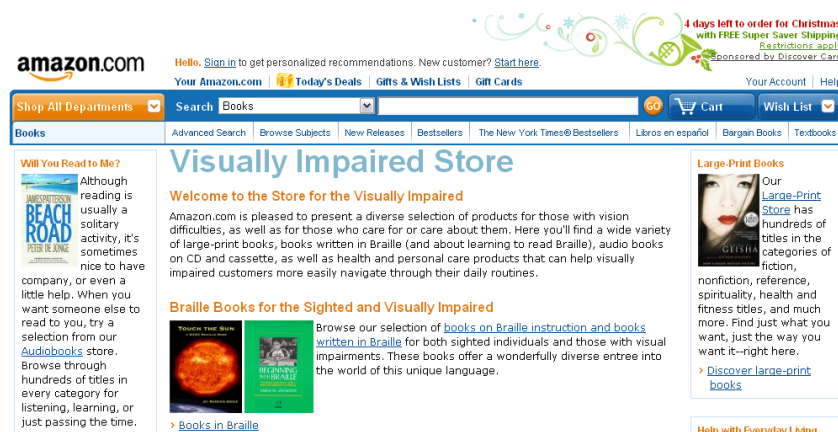 4 days left to order for Christmas
with FREE Super Saver Shipping
Restrictions apply
Sponsored by Discover Card
amazon.com
Hello. Sign in to get personalized recommendations. New customer? Start here.
Your Amazon.com Today's Deals Gifts & Wish Lists Gift Cards Your Account Help
Shop All Departments Search Books GO Cart Wish List
Books Advanced Search Browse Subjects New Releases Bestsellers The New York Times® Bestsellers Libros en español Bargain Books Textbooks
Will You Read to Me?
JAMES PATTERSON
BEACH
ROAD
PETER DE JONGE
Although
reading is
usually a
solitary
activity, it's
sometimes
nice to have
company, or even a
little help. When you
want someone else to
read to you, try a
selection from our
Audiobooks store.
Browse through
hundreds of titles in
every category for
listening, learning, or
just passing the time.
Visually Impaired Store
Welcome to the Store for the Visually Impaired
Amazon.com is pleased to present a diverse selection of products for those with vision
difficulties, as well as for those who care for or care about them. Here you'll find a wide variety
of large-print books, books written in Braille (and about learning to read Braille), audio books
on CD and cassette, as well as health and personal care products that can help visually
impaired customers more easily navigate through their daily routines.
Braille Books for the Sighted and Visually Impaired
TOUCH THE SUN
BEGINNING
WITH BRAILLE
Browse our selection of books on Braille instruction and books
written in Braille for both sighted individuals and those with visual
impairments. These books offer a wonderfully diverse entree into
the world of this unique language.
› Books in Braille
Large-Print Books
GEISHA
Our
Large-Print
Store has
hundreds of
titles in the
categories of
fiction,
nonfiction, reference,
spirituality, health and
fitness titles, and much
more. Find just what you
want, just the way you
want it--right here.
› Discover large-print
books
Help with Everyday Living